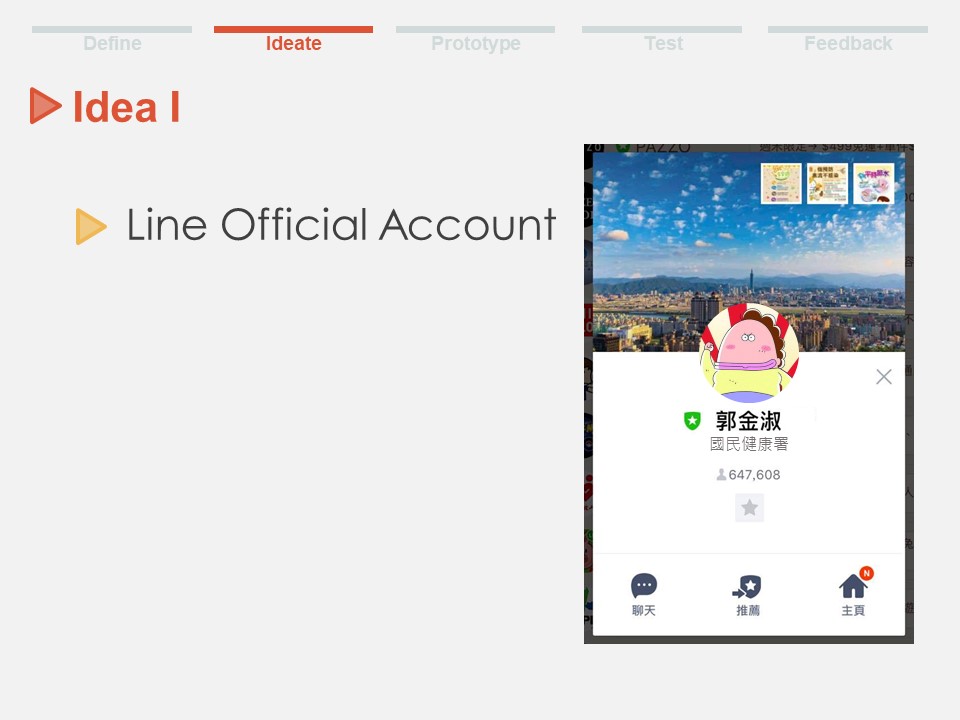 Define
Ideate
Prototype
Test
Feedback
Idea I
Line Official Account
PAZZO
郭金淑
國民健康署
647,608
N
聊天
推薦
主頁